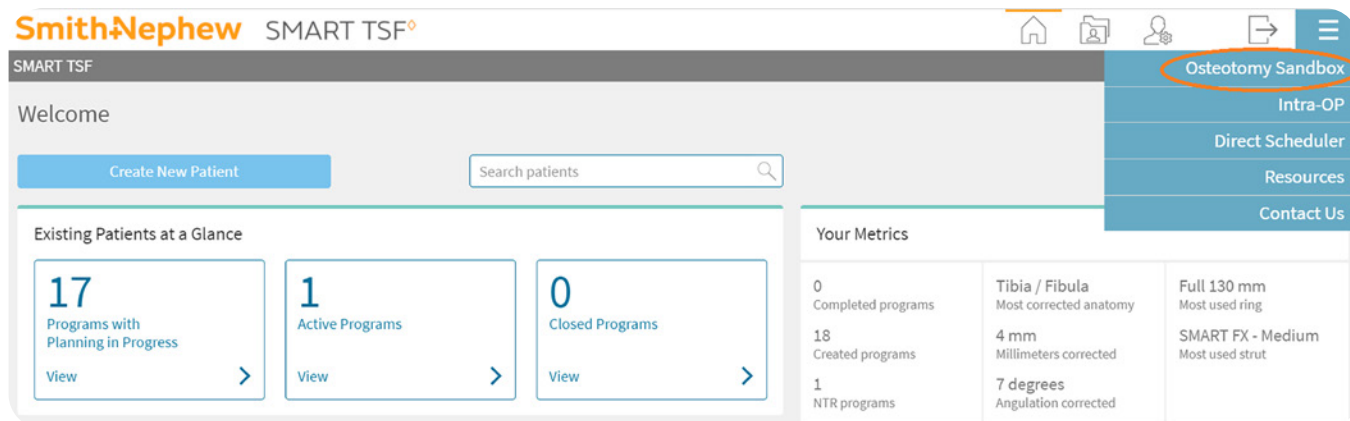 Smith+Nephew SMART TSF◊
SMART TSF
Osteotomy Sandbox
Intra-OP
Direct Scheduler
Resources
Contact Us
Welcome
Create New Patient
Search patients
Existing Patients at a Glance
17
Programs with
Planning in Progress
View
1
Active Programs
View
0
Closed Programs
View
Your Metrics
0
Completed programs
18
Created programs
1
NTR programs
Tibia / Fibula
Most corrected anatomy
4 mm
Millimeters corrected
7 degrees
Angulation corrected
Full 130 mm
Most used ring
SMART FX - Medium
Most used strut